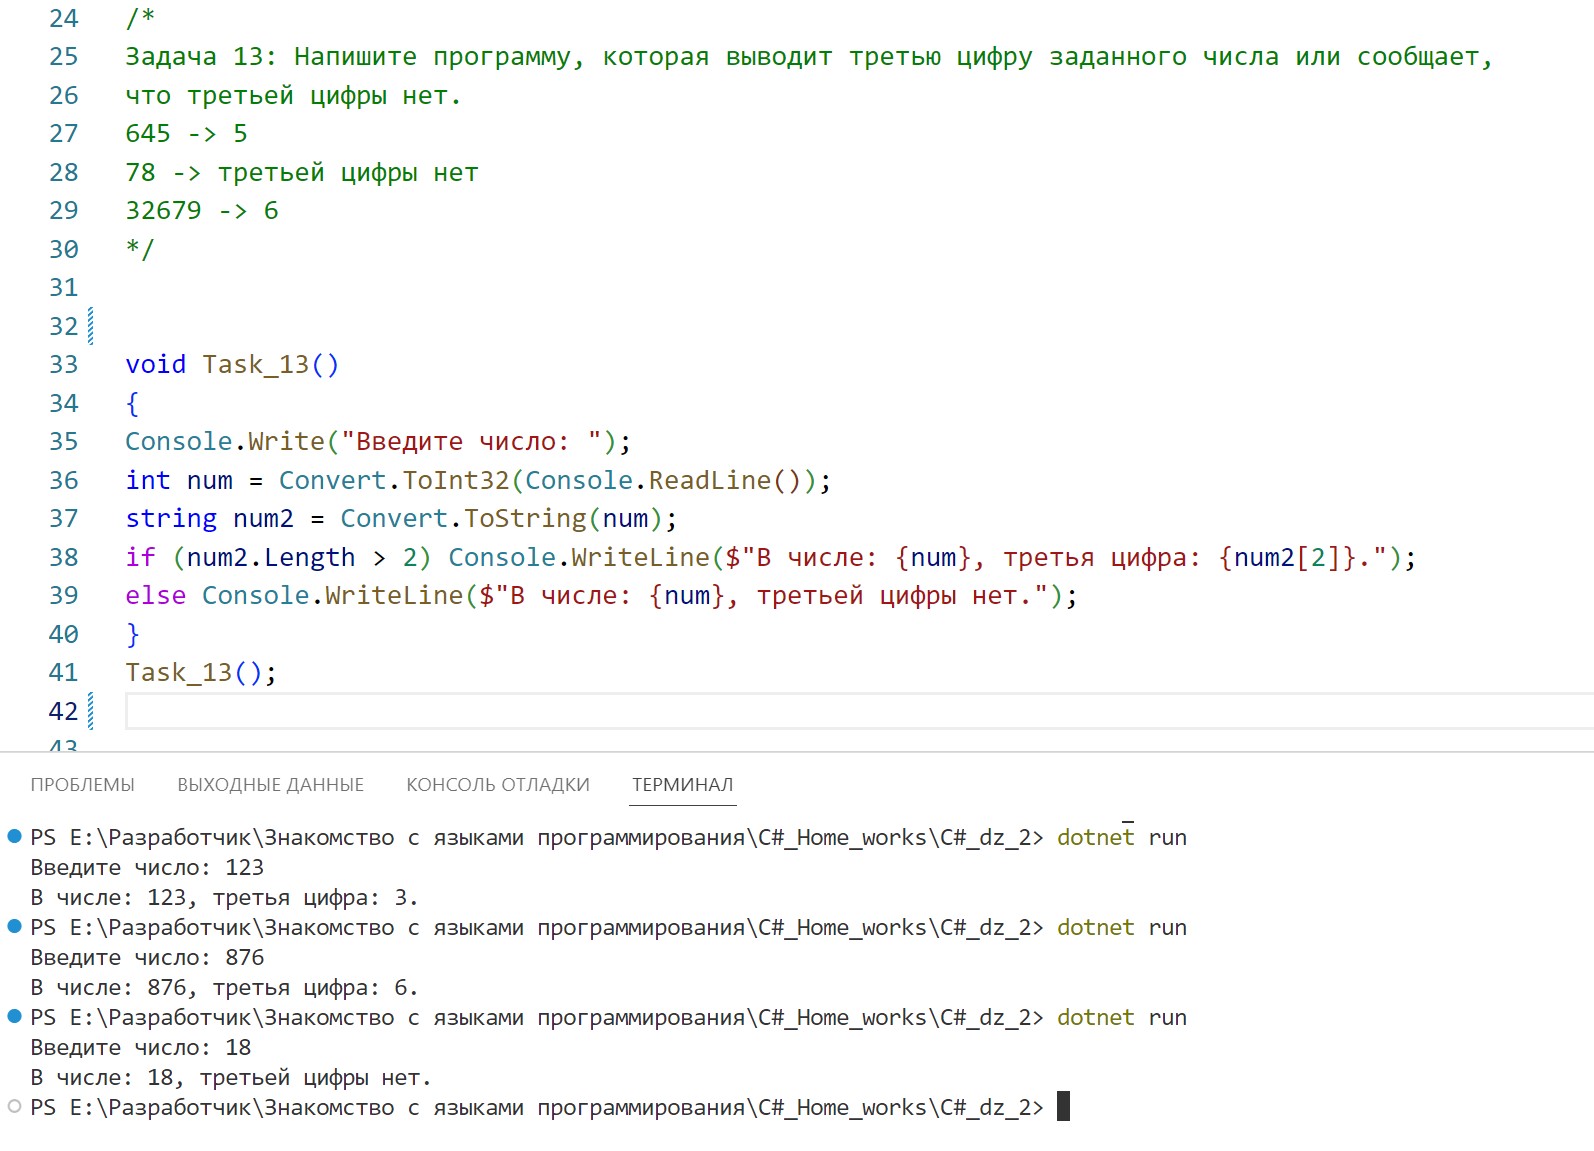 24 /*
25 Задача 13: Напишите программу, которая выводит третью цифру заданного числа или сообщает,
26 что третьей цифры нет.
27 645 -> 5
28 78 -> третьей цифры нет
29 32679 -> 6
30 */
31
32
33 void Task_13()
34 {
35 Console.Write("Введите число: ");
36 int num = Convert.ToInt32(Console.ReadLine());
37 string num2 = Convert.ToString(num);
38 if (num2.Length > 2) Console.WriteLine($"В числе: {num}, третья цифра: {num2[2]}.");
39 else Console.WriteLine($"В числе: {num}, третьей цифры нет.");
40 }
41 Task_13();
42
43
ПРОБЛЕМЫ ВЫХОДНЫЕ ДАННЫЕ КОНСОЛЬ ОТЛАДКИ ТЕРМИНАЛ
PS E:\Разработчик\Знакомство с языками программирования\C#_Home_works\C#_dz_2> dotnet run
Введите число: 123
В числе: 123, третья цифра: 3.
PS E:\Разработчик\Знакомство с языками программирования\C#_Home_works\C#_dz_2> dotnet run
Введите число: 876
В числе: 876, третья цифра: 6.
PS E:\Разработчик\Знакомство с языками программирования\C#_Home_works\C#_dz_2> dotnet run
Введите число: 18
В числе: 18, третьей цифры нет.
PS E:\Разработчик\Знакомство с языками программирования\C#_Home_works\C#_dz_2>